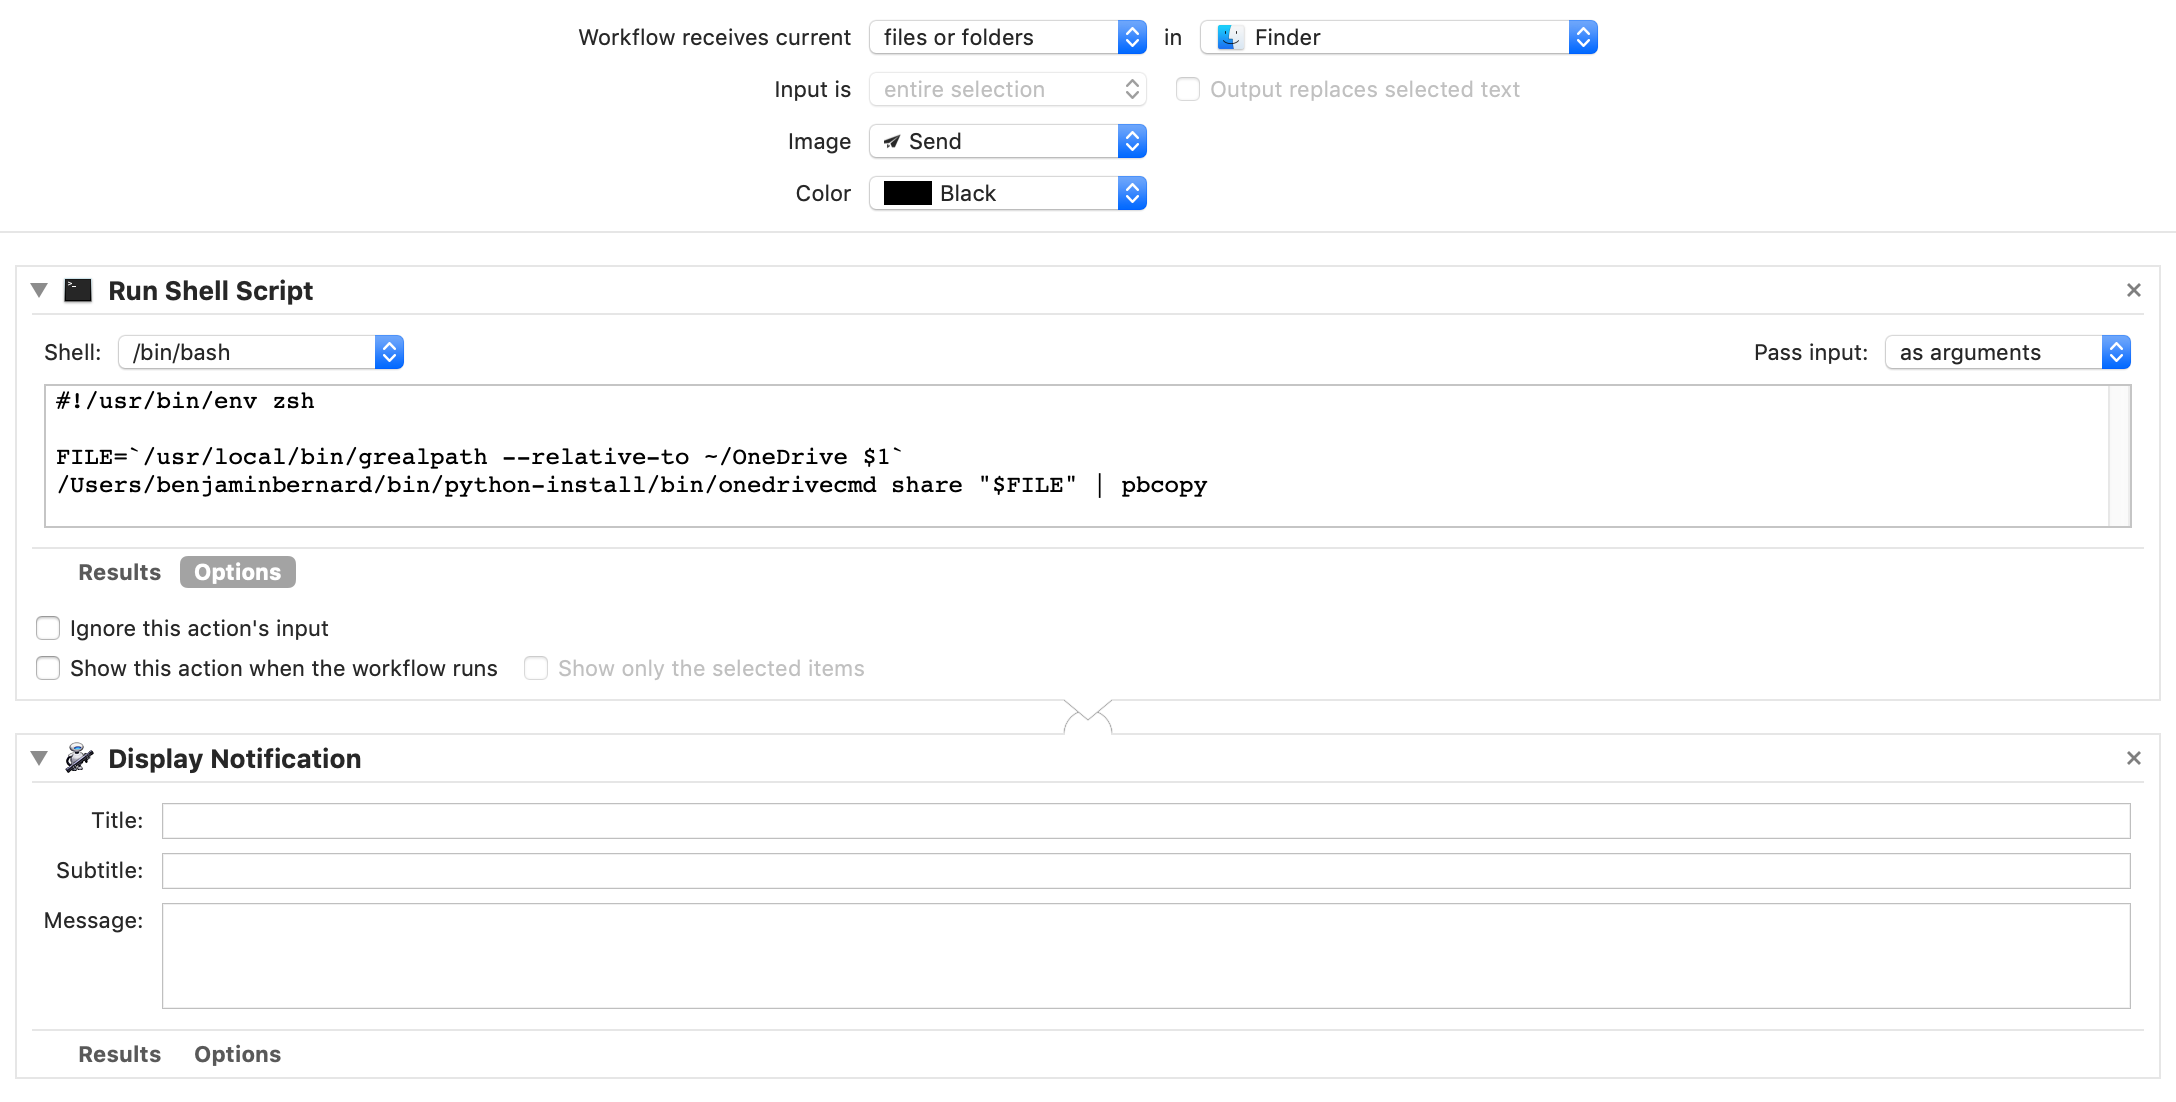 Workflow receives current files or folders in Finder
Input is entire selection Output replaces selected text
Image Send
Color Black
Run Shell Script
Shell: /bin/bash Pass input: as arguments
#!/usr/bin/env zsh
FILE=`/usr/local/bin/grealpath --relative-to ~/OneDrive $1`
/Users/benjaminbernard/bin/python-install/bin/onedrivecmd share "$FILE" | pbcopy
Results Options
Ignore this action's input
Show this action when the workflow runs Show only the selected items
Display Notification
Title:
Subtitle:
Message:
Results Options